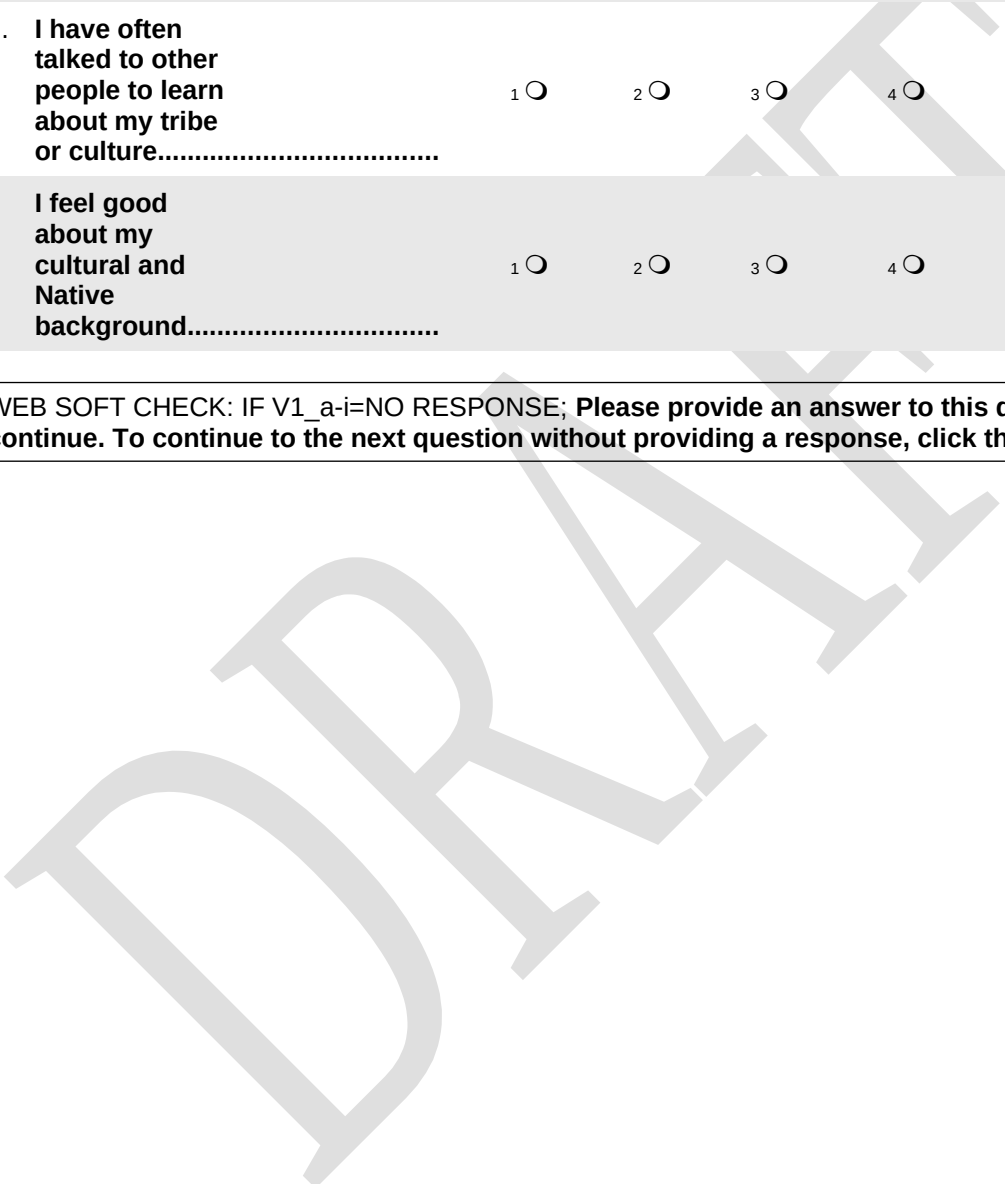 . I have often
talked to other
people to learn
about my tribe
or culture...................................... 1 ❍ 2 ❍ 3 ❍ 4 ❍
I feel good
about my
cultural and
Native
background.................................. 1 ❍ 2 ❍ 3 ❍ 4 ❍
WEB SOFT CHECK: IF V1_a-i=NO RESPONSE; Please provide an answer to this
continue. To continue to the next question without providing a response, click
DRAFT